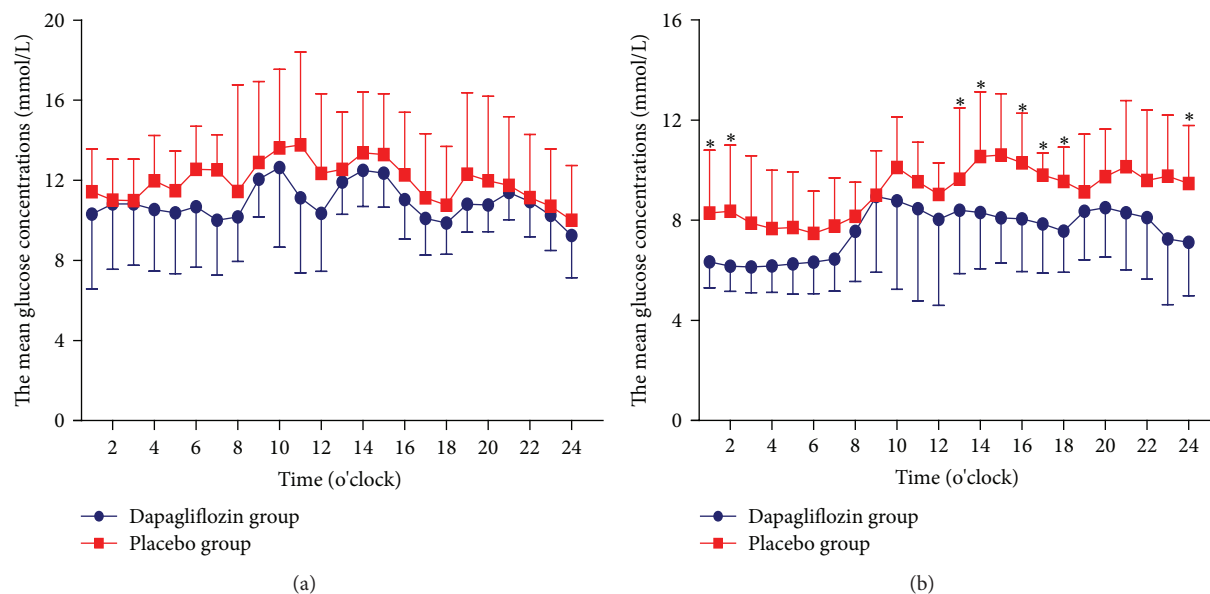 The mean glucose concentrations (mmol/L)
20
16
12
8
4
0
2 4 6 8 10 12 14 16 18 20 22 24
Time (o'clock)
Dapagliflozin group
Placebo group
(a)
The mean glucose concentrations (mmol/L)
16
12
8
4
0
* * * * * * * *
2 4 6 8 10 12 14 16 18 20 22 24
Time (o'clock)
Dapagliflozin group
Placebo group
(b)